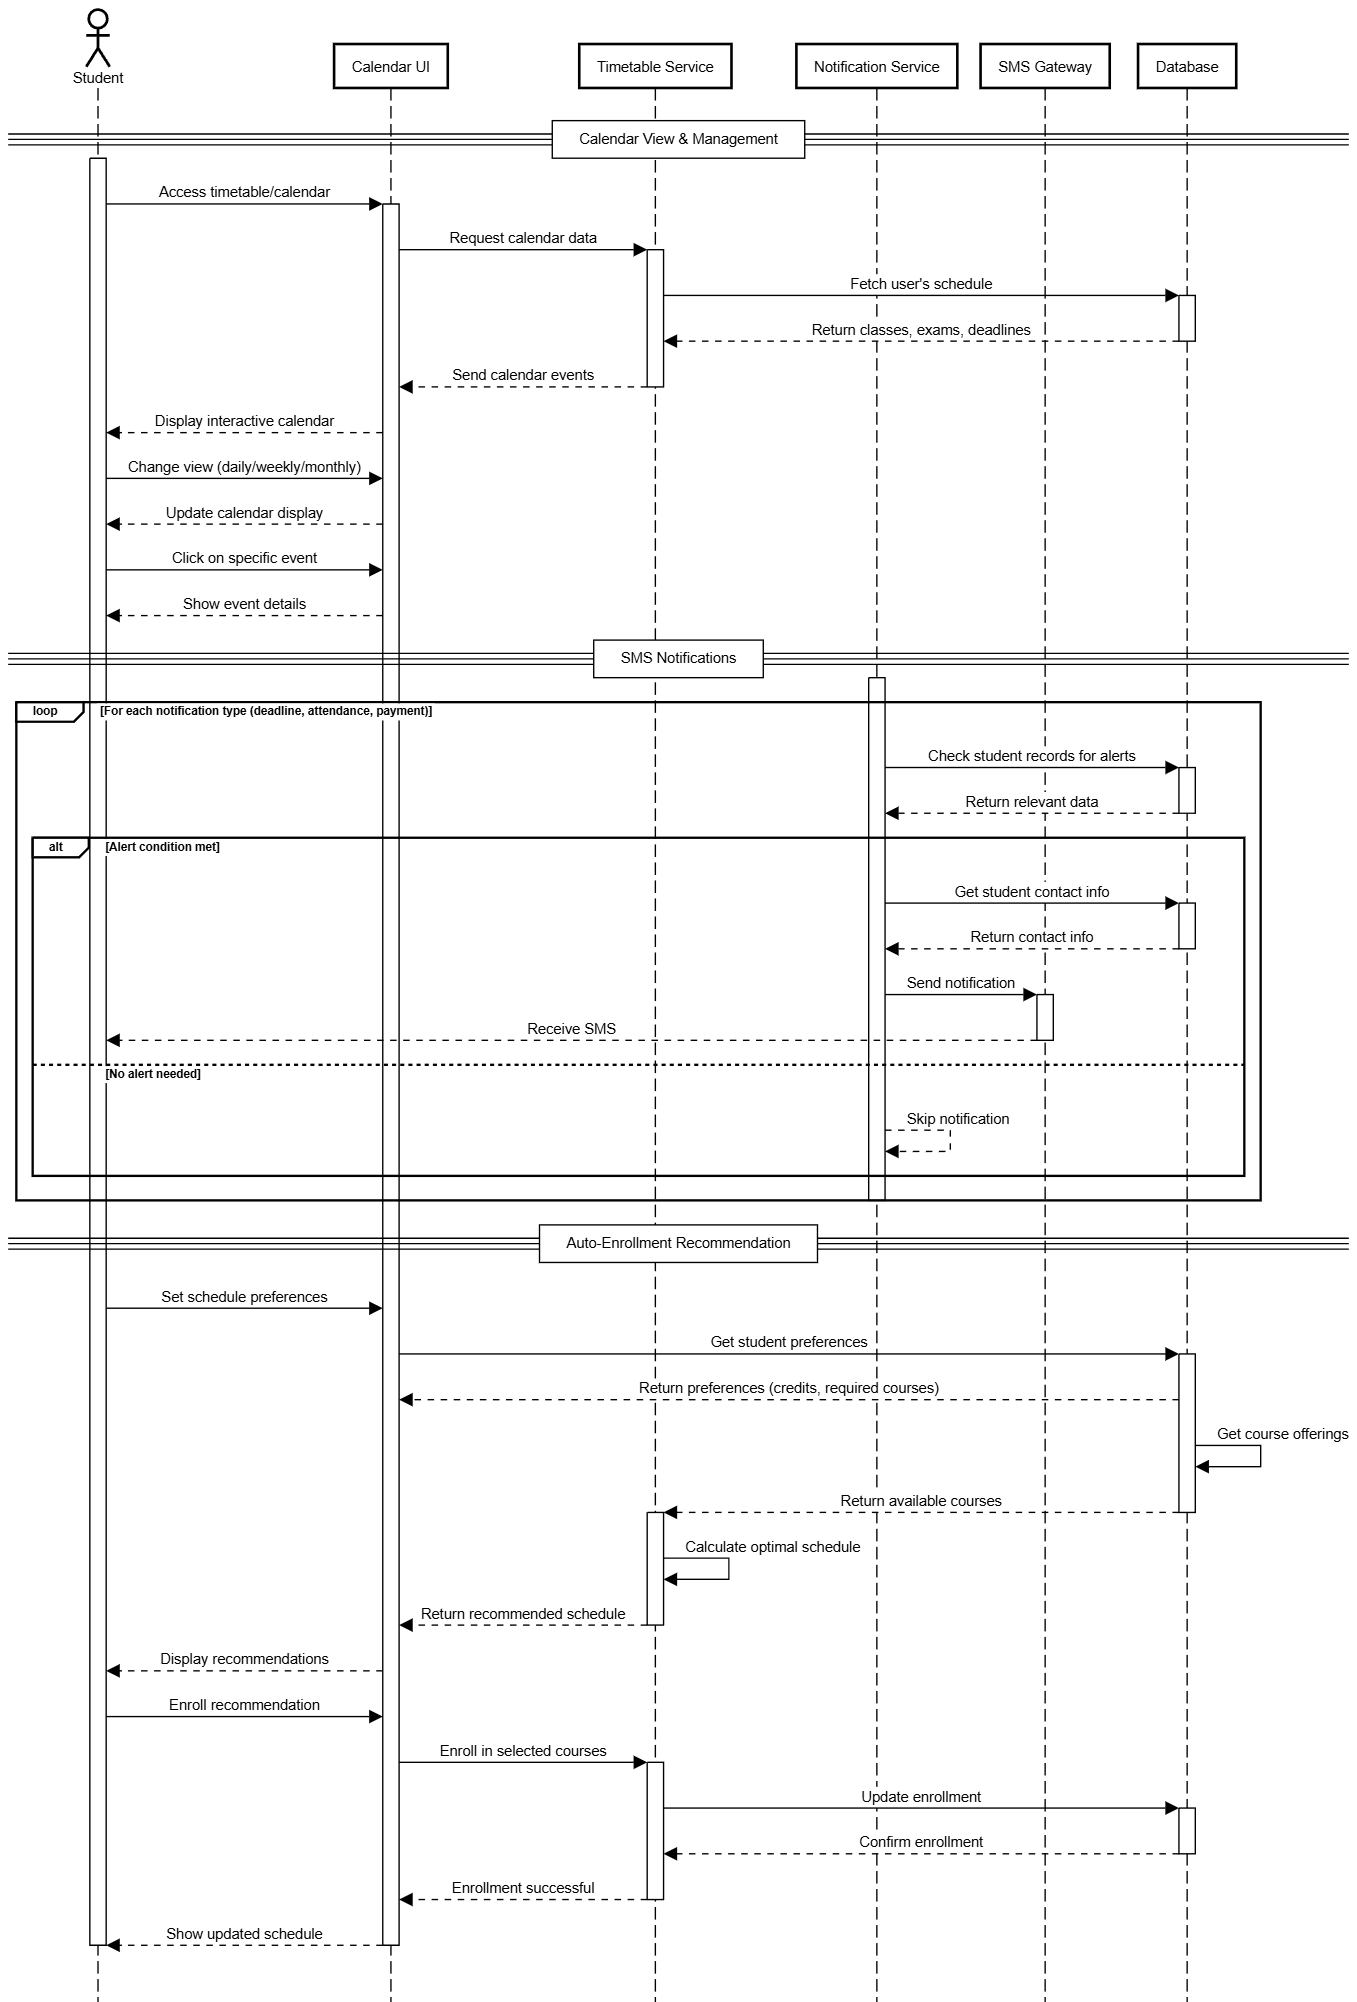 Student
Calendar UI
Timetable Service
Notification Service
SMS Gateway
Database
Calendar View & Management
Access timetable/calendar
Request calendar data
Fetch user's schedule
Return classes, exams, deadlines
Send calendar events
Display interactive calendar
Change view (daily/weekly/monthly)
Update calendar display
Click on specific event
Show event details
SMS Notifications
loop
[For each notification type (deadline, attendance, payment)]
Check student records for alerts
Return relevant data
alt
[Alert condition met]
Get student contact info
Return contact info
Send notification
Receive SMS
[No alert needed]
Skip notification
Auto-Enrollment Recommendation
Set schedule preferences
Get student preferences
Return preferences (credits, required courses)
Get course offerings
Return available courses
Calculate optimal schedule
Return recommended schedule
Display recommendations
Enroll recommendation
Enroll in selected courses
Update enrollment
Confirm enrollment
Enrollment successful
Show updated schedule